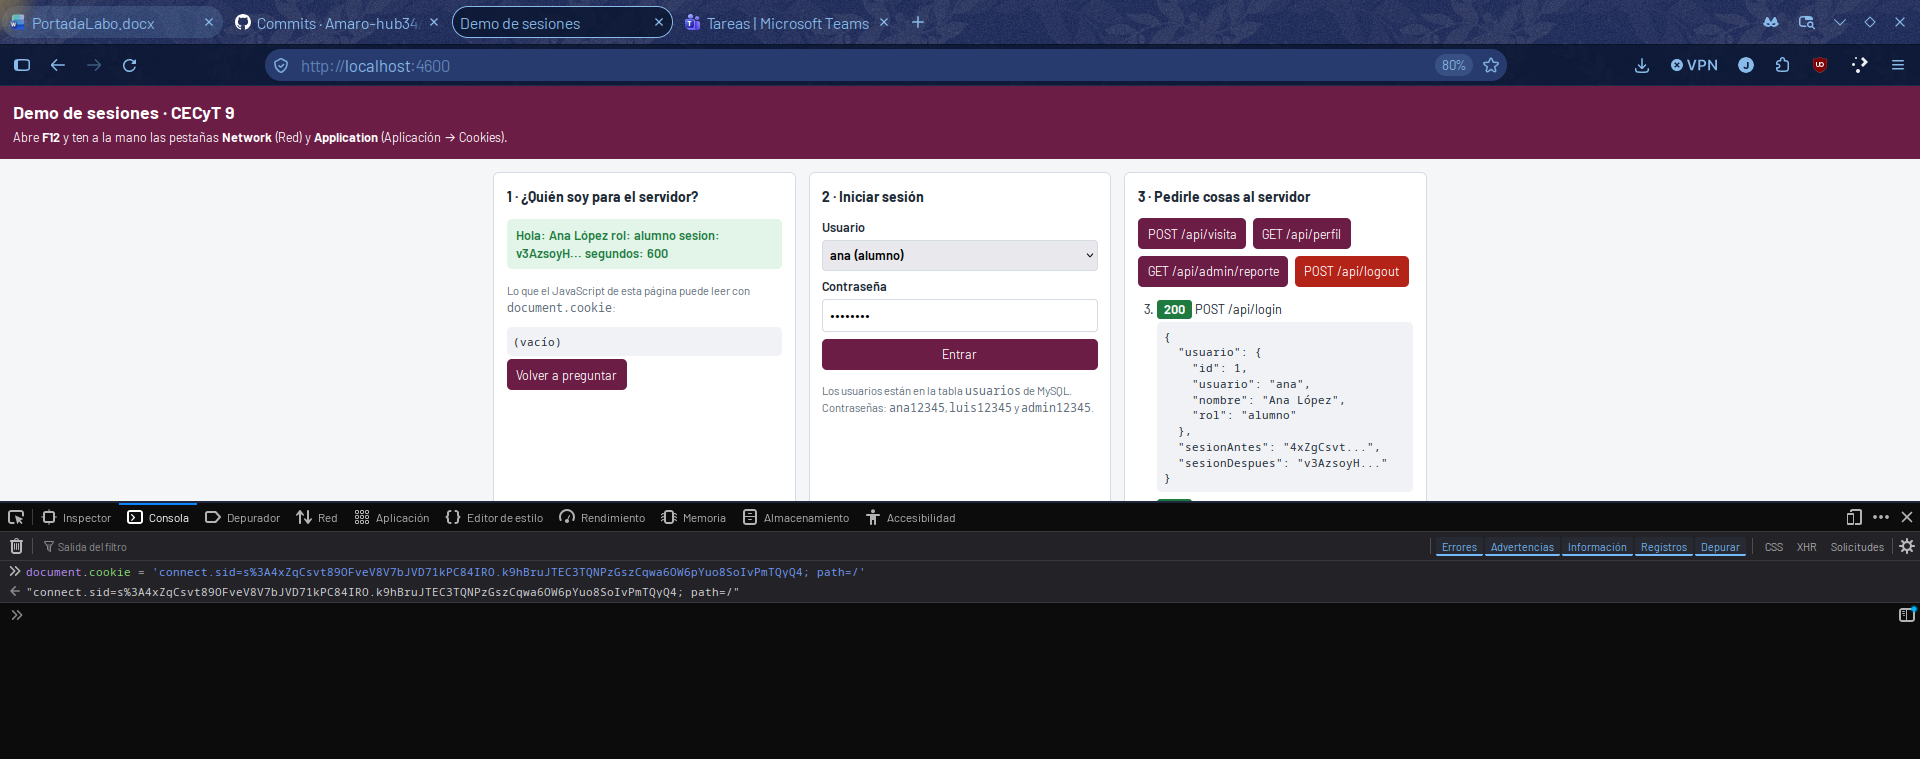 PortadaLabo.docx
Commits · Amaro-hub34
Demo de sesiones
Tareas | Microsoft Teams
http://localhost:4600
80%
VPN
J
Demo de sesiones · CECyT 9
Abre F12 y ten a la mano las pestañas Network (Red) y Application (Aplicación → Cookies).
1 · ¿Quién soy para el servidor?
Hola: Ana López rol: alumno sesion:
v3AzsoyH... segundos: 600
Lo que el JavaScript de esta página puede leer con
document.cookie:
(vacío)
Volver a preguntar
2 · Iniciar sesión
Usuario
ana (alumno)
Contraseña
••••••••
Entrar
Los usuarios están en la tabla usuarios de MySQL.
Contraseñas: ana12345, luis12345 y admin12345.
3 · Pedirle cosas al servidor
POST /api/visita
GET /api/perfil
GET /api/admin/reporte
POST /api/logout
3. 200 POST /api/login
{
"usuario": {
"id": 1,
"usuario": "ana",
"nombre": "Ana López",
"rol": "alumno"
},
"sesionAntes": "4xZgCsvt...",
"sesionDespues": "v3AzsoyH..."
}
Inspector
Consola
Depurador
Red
Aplicación
Editor de estilo
Rendimiento
Memoria
Almacenamiento
Accesibilidad
Salida del filtro
Errores
Advertencias
Información
Registros
Depurar
CSS
XHR
Solicitudes
document.cookie = 'connect.sid=s%3A4xZqCsvt89OFveV8V7bJVD71kPC84IRO.k9hBruJTEC3TQNPzGszCqwa6OW6pYuo8SoIvPmTQyQ4; path=/'
"connect.sid=s%3A4xZqCsvt89OFveV8V7bJVD71kPC84IRO.k9hBruJTEC3TQNPzGszCqwa6OW6pYuo8SoIvPmTQyQ4; path=/"